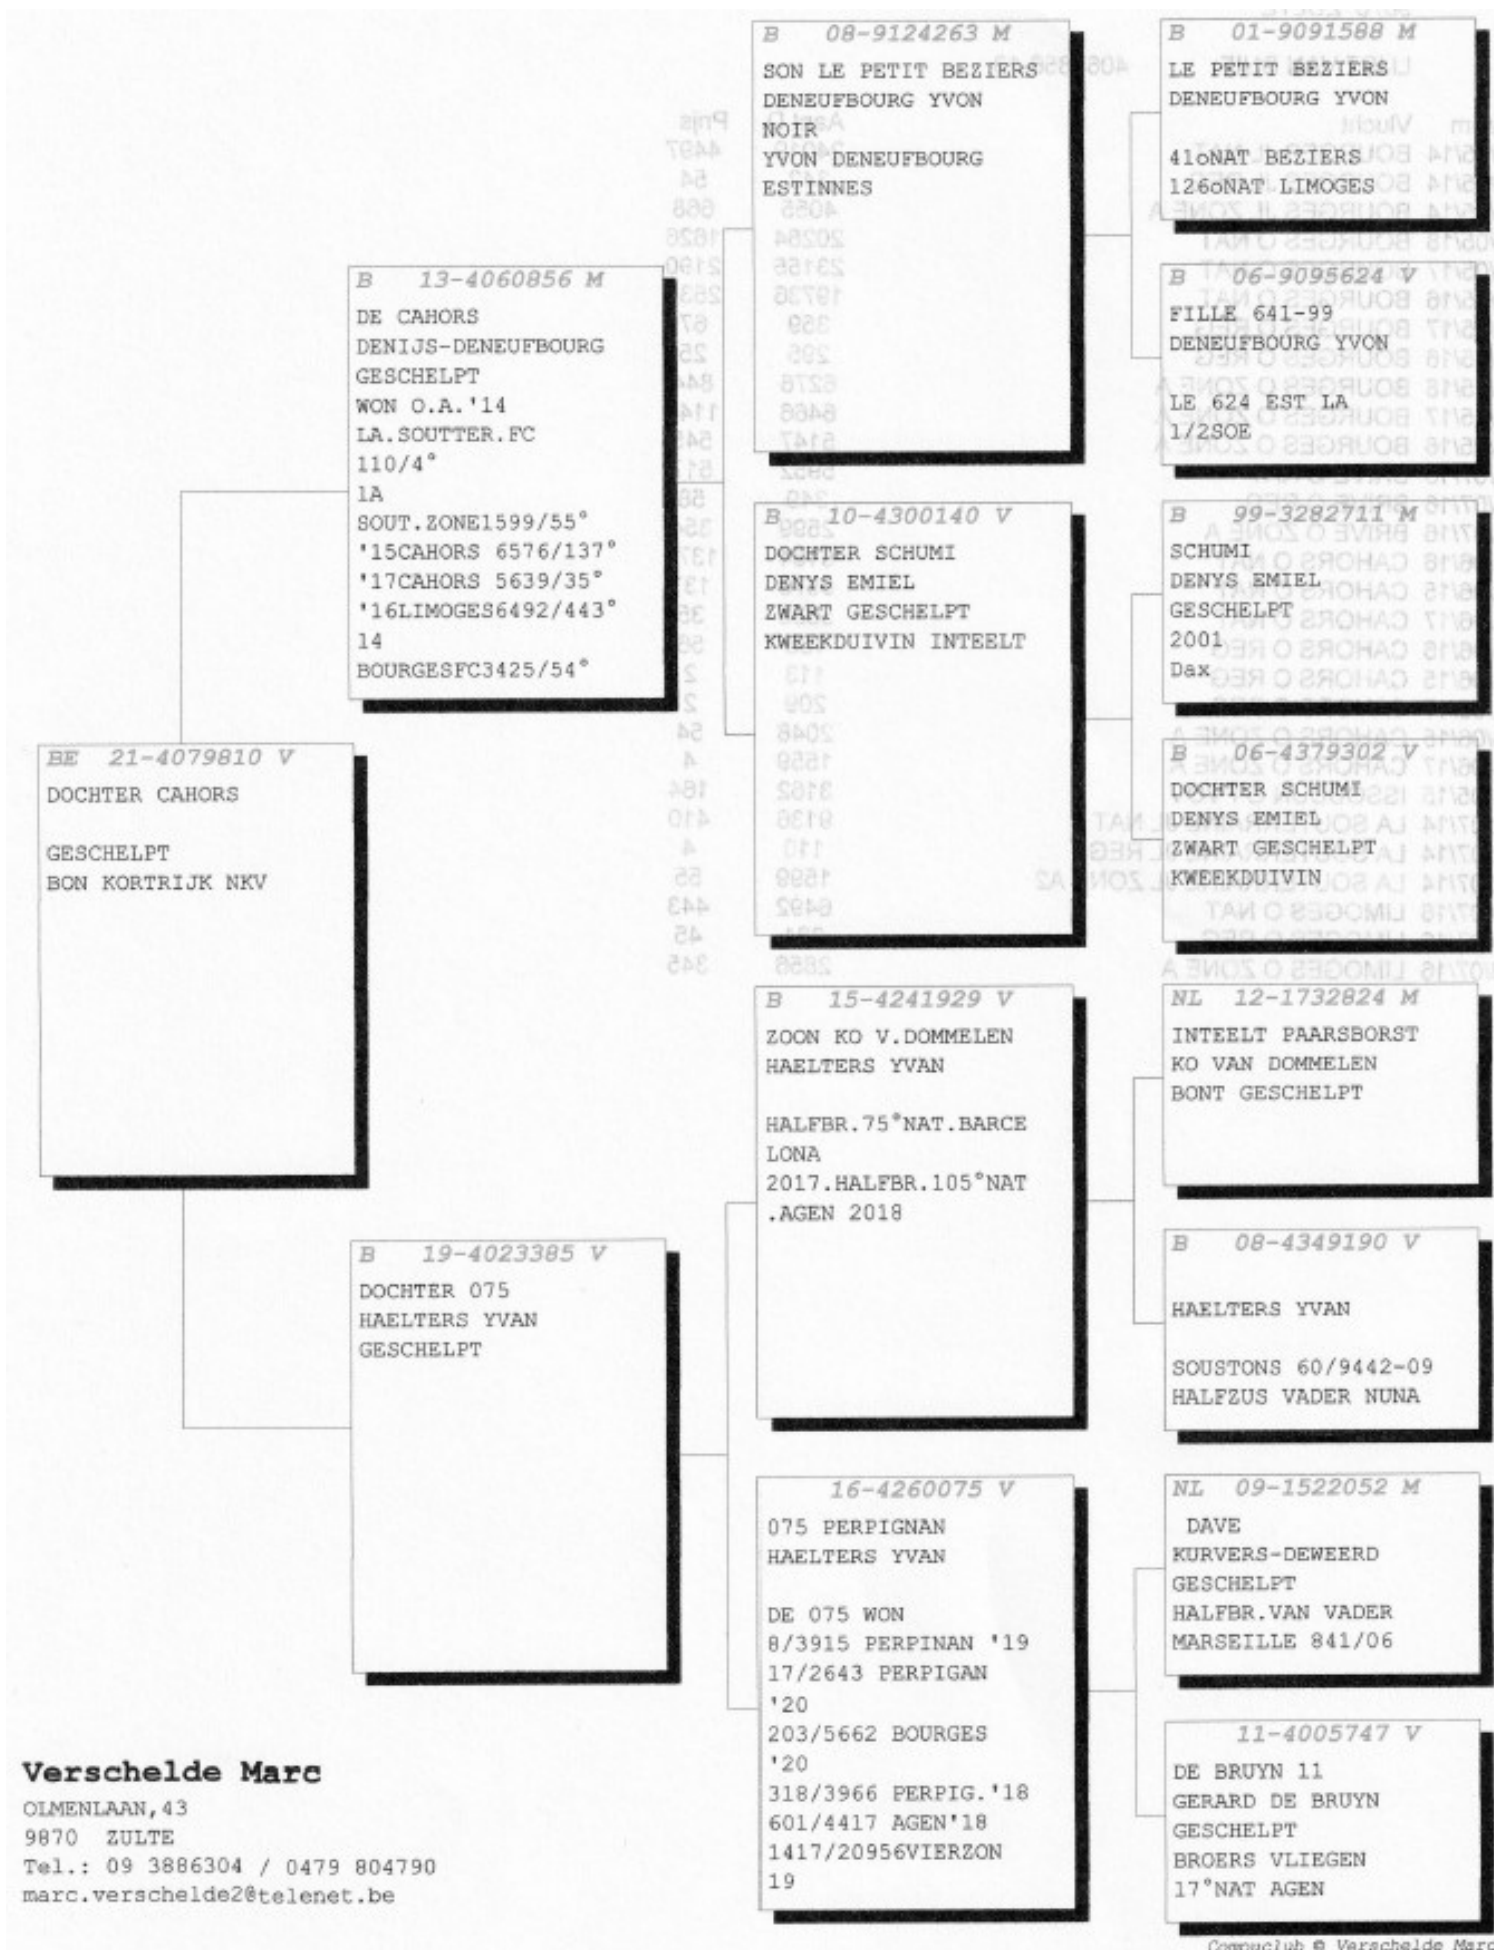 BE 21-4079810 V
DOCHTER CAHORS
GESCHELPT
BON KORTRIJK NKV
B 13-4060856 M
DE CAHORS
DENIJS-DENEUFBOURG
GESCHELPT
WON O.A.'14
LA.SOUTTER.FC
110/4°
1A
SOUT.ZONE1599/55°
'15CAHORS 6576/137°
'17CAHORS 5639/35°
'16LIMOGES6492/443°
14
BOURGESFC3425/54°
B 19-4023385 V
DOCHTER 075
HAELTERS YVAN
GESCHELPT
B 08-9124263 M
SON LE PETIT BEZIERS
DENEUFBOURG YVON
NOIR
YVON DENEUFBOURG
ESTINNES
B 10-4300140 V
DOCHTER SCHUMI
DENYS EMIEL
ZWART GESCHELPT
KWEEKDUIVIN INTEELT
B 15-4241929 V
ZOON KO V.DOMMELEN
HAELTERS YVAN
HALFBR.75°NAT.BARCE
LONA
2017.HALFBR.105°NAT
.AGEN 2018
16-4260075 V
075 PERPIGNAN
HAELTERS YVAN
DE 075 WON
8/3915 PERPINAN '19
17/2643 PERPIGAN
'20
203/5662 BOURGES
'20
318/3966 PERPIG.'18
601/4417 AGEN'18
1417/20956VIERZON
19
B 01-9091588 M
LE PETIT BEZIERS
DENEUFBOURG YVON
41oNAT BEZIERS
126oNAT LIMOGES
B 06-9095624 V
FILLE 641-99
DENEUFBOURG YVON
LE 624 EST LA
1/2SOE
B 99-3282711 M
SCHUMI
DENYS EMIEL
GESCHELPT
2001
Dax
B 06-4379302 V
DOCHTER SCHUMI
DENYS EMIEL
ZWART GESCHELPT
KWEEKDUIVIN
NL 12-1732824 M
INTEELT PAARSBORST
KO VAN DOMMELEN
BONT GESCHELPT
B 08-4349190 V
HAELTERS YVAN
SOUSTONS 60/9442-09
HALFZUS VADER NUNA
NL 09-1522052 M
DAVE
KURVERS-DEWEERD
GESCHELPT
HALFBR.VAN VADER
MARSEILLE 841/06
11-4005747 V
DE BRUYN 11
GERARD DE BRUYN
GESCHELPT
BROERS VLIEGEN
17°NAT AGEN
Verschelde Marc
OLMENLAAN,43
9870 ZULTE
Tel.: 09 3886304 / 0479 804790
marc.verschelde2@telenet.be
Compuclub © Verschelde Marc